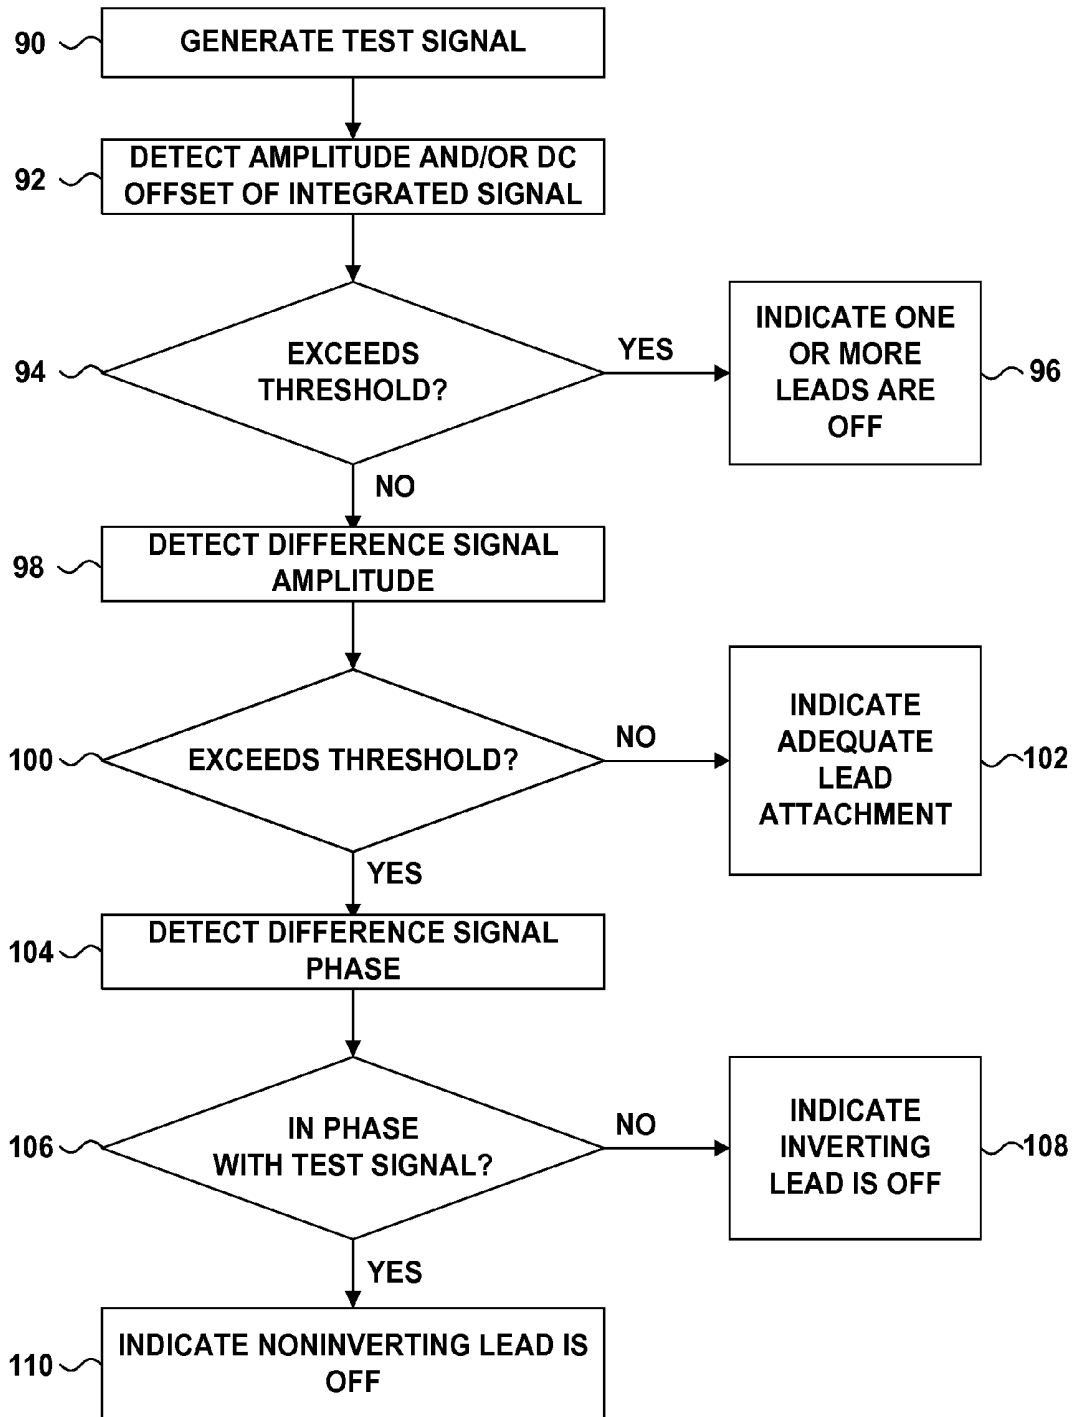 90
GENERATE TEST SIGNAL
92
DETECT AMPLITUDE AND/OR DC
OFFSET OF INTEGRATED SIGNAL
94
EXCEEDS
THRESHOLD?
YES
INDICATE ONE
OR MORE
LEADS ARE
OFF
96
NO
98
DETECT DIFFERENCE SIGNAL
AMPLITUDE
100
EXCEEDS THRESHOLD?
NO
INDICATE
ADEQUATE
LEAD
ATTACHMENT
102
YES
104
DETECT DIFFERENCE SIGNAL
PHASE
106
IN PHASE
WITH TEST SIGNAL?
NO
INDICATE
INVERTING
LEAD IS OFF
108
YES
110
INDICATE NONINVERTING LEAD IS
OFF